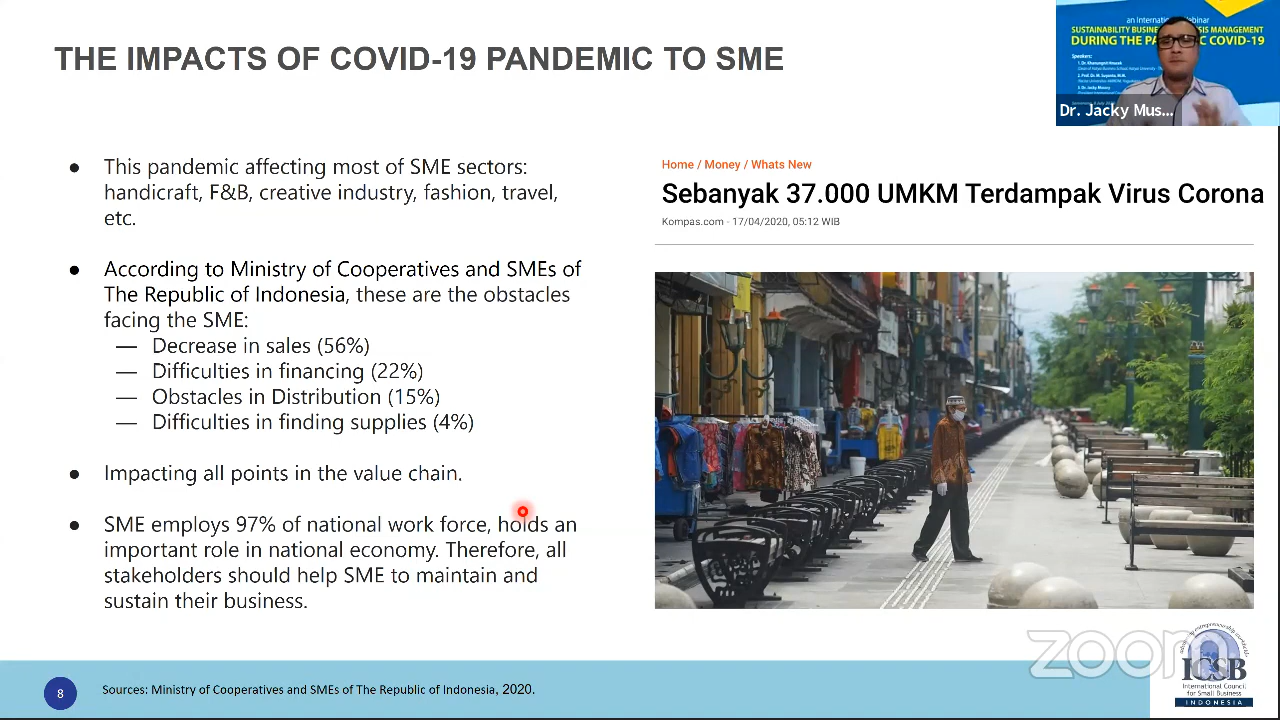 THE IMPACTS OF COVID-19 PANDEMIC TO SME
an International Webinar
DURING THE
COVID-19
Speakers:
Dr. Jacky Mus...
● This pandemic affecting most of SME sectors:
handicraft, F&B, creative industry, fashion, travel,
etc.
● According to Ministry of Cooperatives and SMEs of
The Republic of Indonesia, these are the obstacles
facing the SME:
— Decrease in sales (56%)
— Difficulties in financing (22%)
— Obstacles in Distribution (15%)
— Difficulties in finding supplies (4%)
● Impacting all points in the value chain.
● SME employs 97% of national work force, holds an
important role in national economy. Therefore, all
stakeholders should help SME to maintain and
sustain their business.
Home / Money / Whats New
Sebanyak 37.000 UMKM Terdampak Virus Corona
Kompas.com - 17/04/2020, 05:12 WIB
8
Sources: Ministry of Cooperatives and SMEs of The Republic of Indonesia, 2020.
zoom
ICSB
International Council
for Small Business
INDONESIA